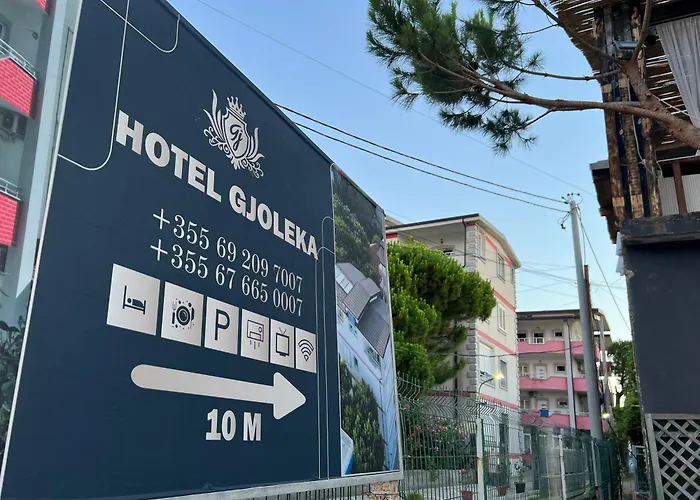 HOTEL GJOLEKA
+355 69 209 7007
+355 67 665 0007
P
10 M